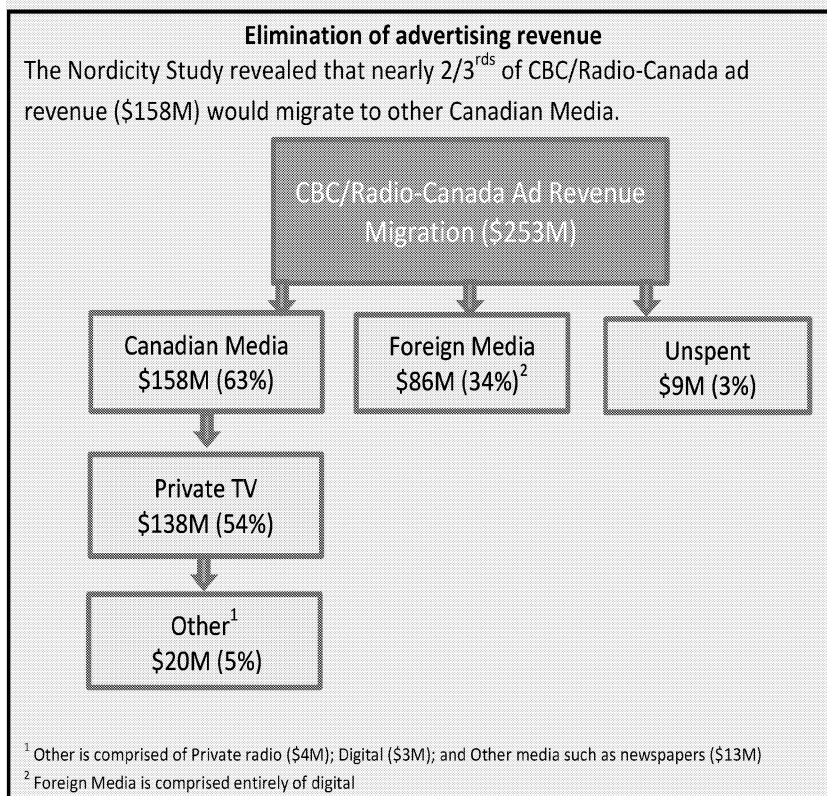 Elimination of advertising revenue
The Nordicity Study revealed that nearly 2/3rds of CBC/Radio-Canada ad
revenue ($158M) would migrate to other Canadian Media.
CBC/Radio-Canada Ad Revenue
Migration ($253M)
Canadian Media
$158M (63%)
Foreign Media
$86M (34%)2
Unspent
$9M (3%)
Private TV
$138M (54%)
Other1
$20M (5%)
1 Other is comprised of Private radio ($4M); Digital ($3M); and Other media such as newspapers ($13M)
2 Foreign Media is comprised entirely of digital